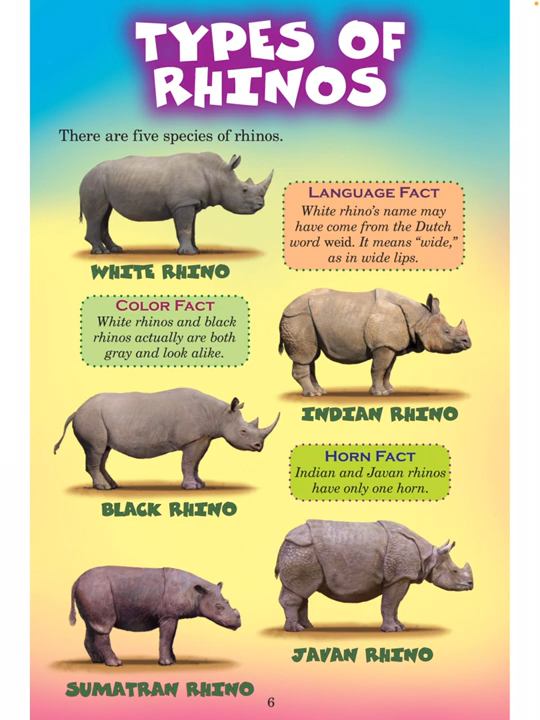 TYPES OF
RHINOS
There are five species of rhinos.
WHITE RHINO
LANGUAGE FACT
White rhino's name may
have come from the Dutch
word weid. It means "wide,"
as in wide lips.
COLOR FACT
White rhinos and black
rhinos actually are both
gray and look alike.
INDIAN RHINO
BLACK RHINO
HORN FACT
Indian and Javan rhinos
have only one horn.
JAVAN RHINO
SUMATRAN RHINO
6